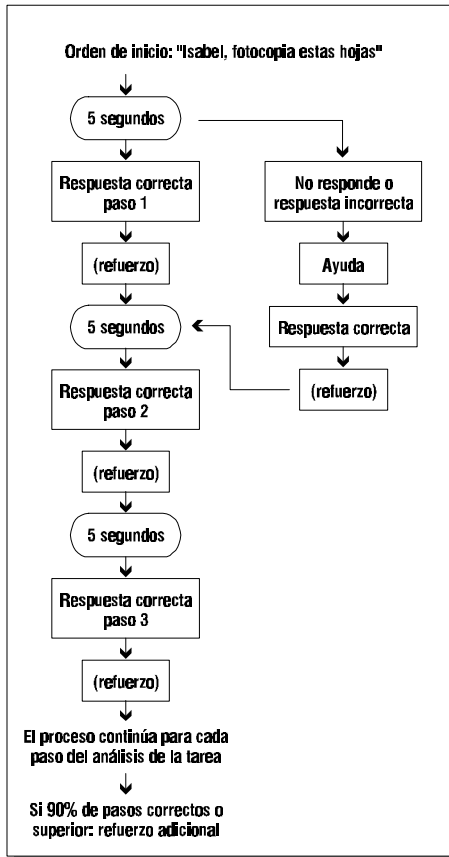 Orden de inicio: "Isabel, fotocopia estas hojas"
5 segundos
Respuesta correcta
paso 1
No responde o
respuesta incorrecta
(refuerzo)
Ayuda
5 segundos
Respuesta correcta
Respuesta correcta
paso 2
(refuerzo)
(refuerzo)
5 segundos
Respuesta correcta
paso 3
(refuerzo)
El proceso continúa para cada
paso del análisis de la tarea
Si 90% de pasos correctos o
superior: refuerzo adicional